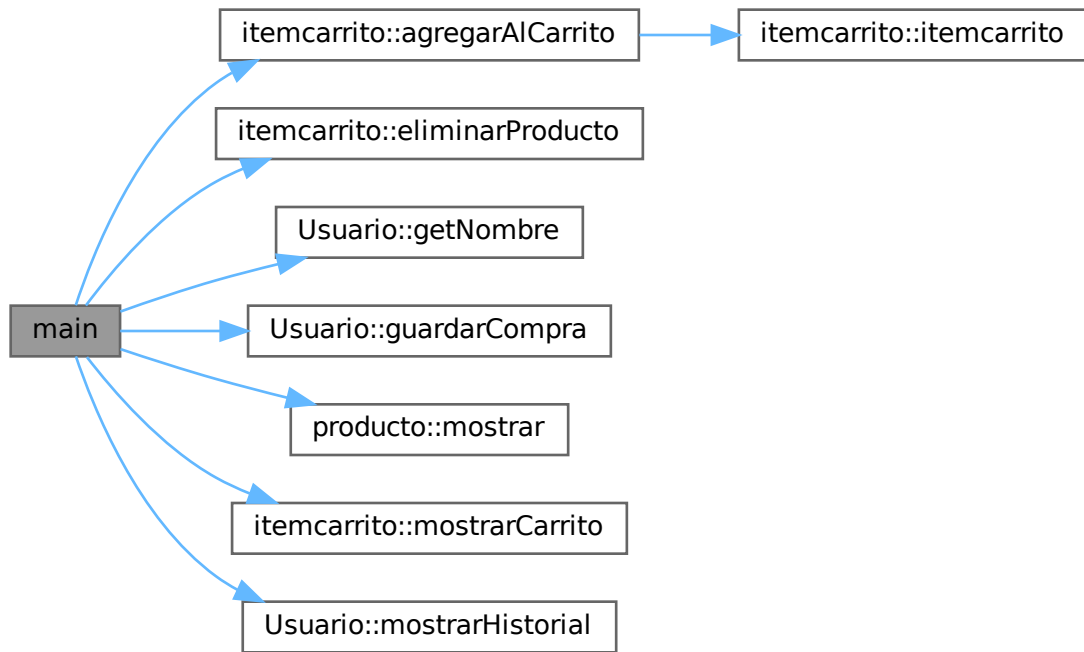 itemcarrito::agregarAlCarrito
itemcarrito::itemcarrito
itemcarrito::eliminarProducto
Usuario::getNombre
main
Usuario::guardarCompra
producto::mostrar
itemcarrito::mostrarCarrito
Usuario::mostrarHistorial